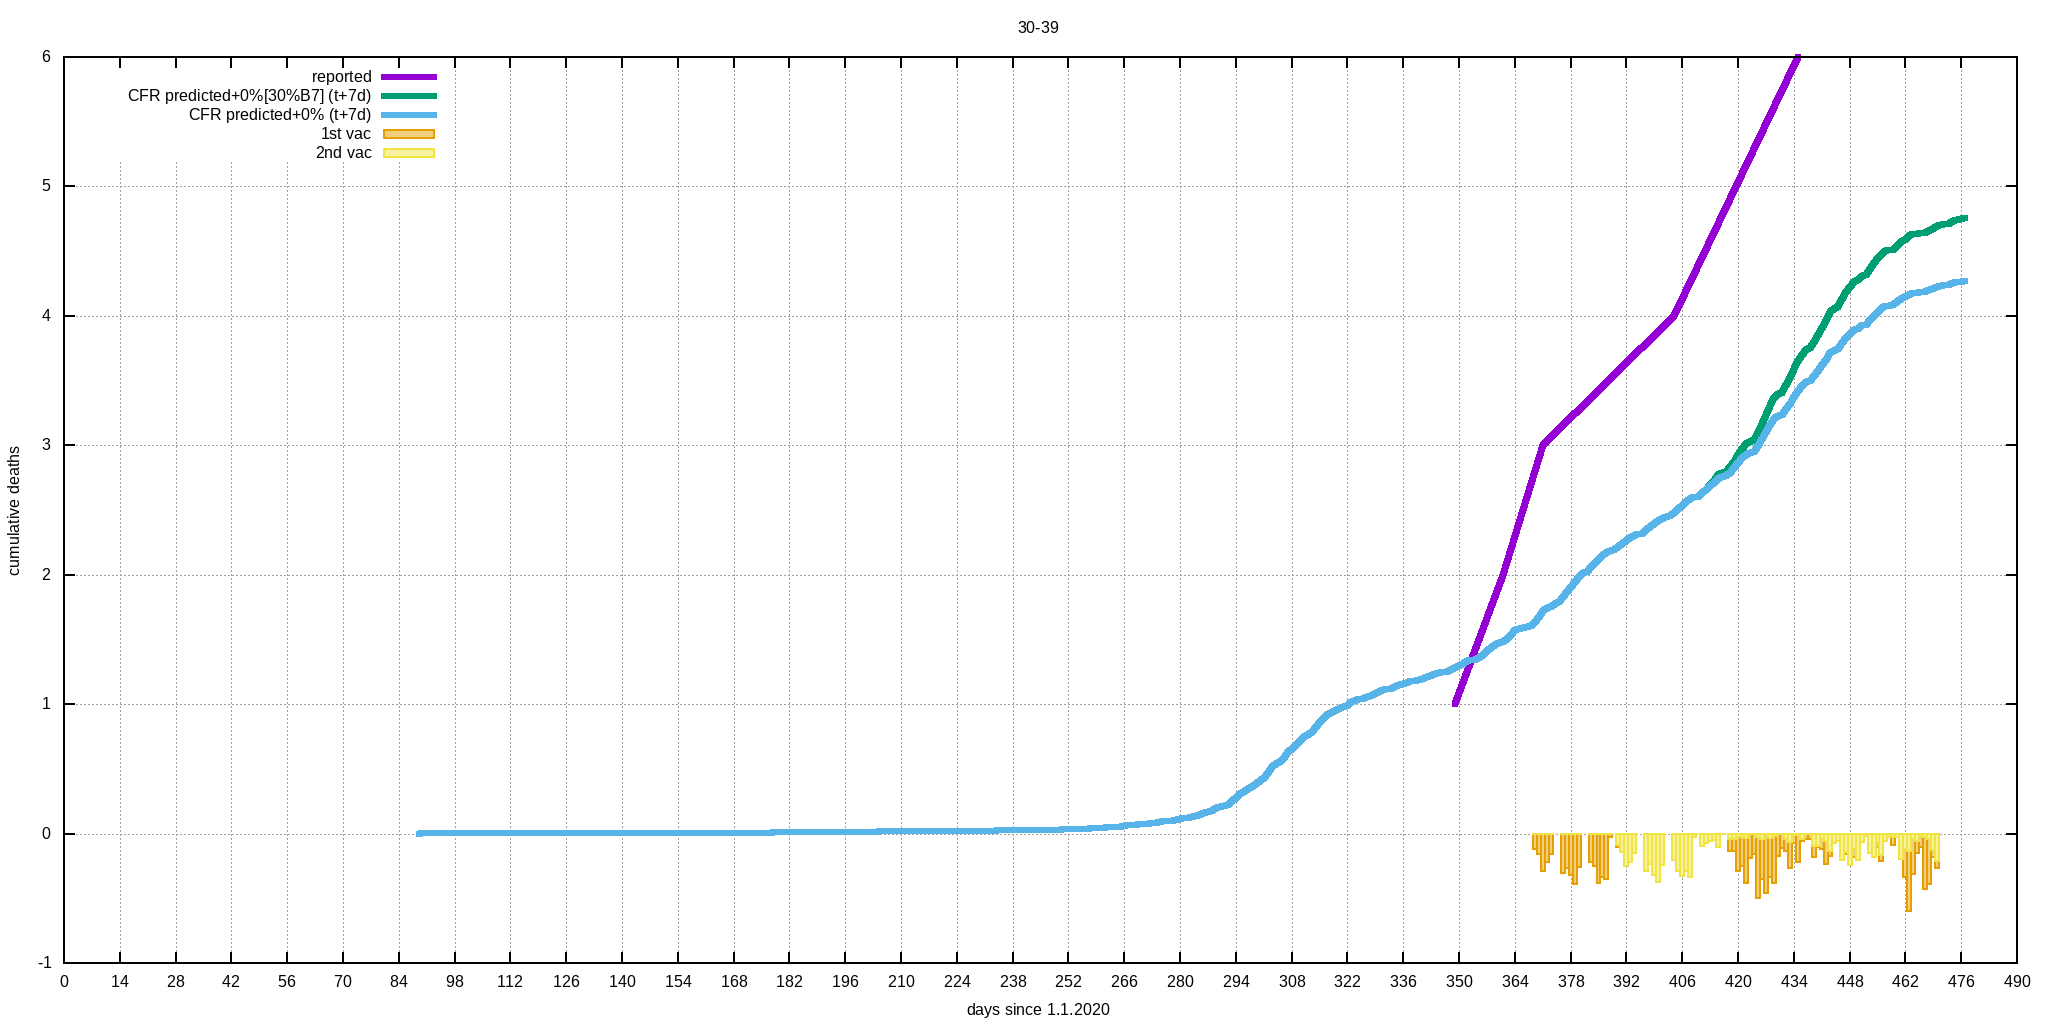 30-39
reported
CFR predicted+0%[30%B7] (t+7d)
CFR predicted+0% (t+7d)
1st vac
2nd vac
6
5
4
3
2
1
0
-1
cumulative deaths
0 14 28 42 56 70 84 98 112 126 140 154 168 182 196 210 224 238 252 266 280 294 308 322 336 350 364 378 392 406 420 434 448 462 476 490
days since 1.1.2020